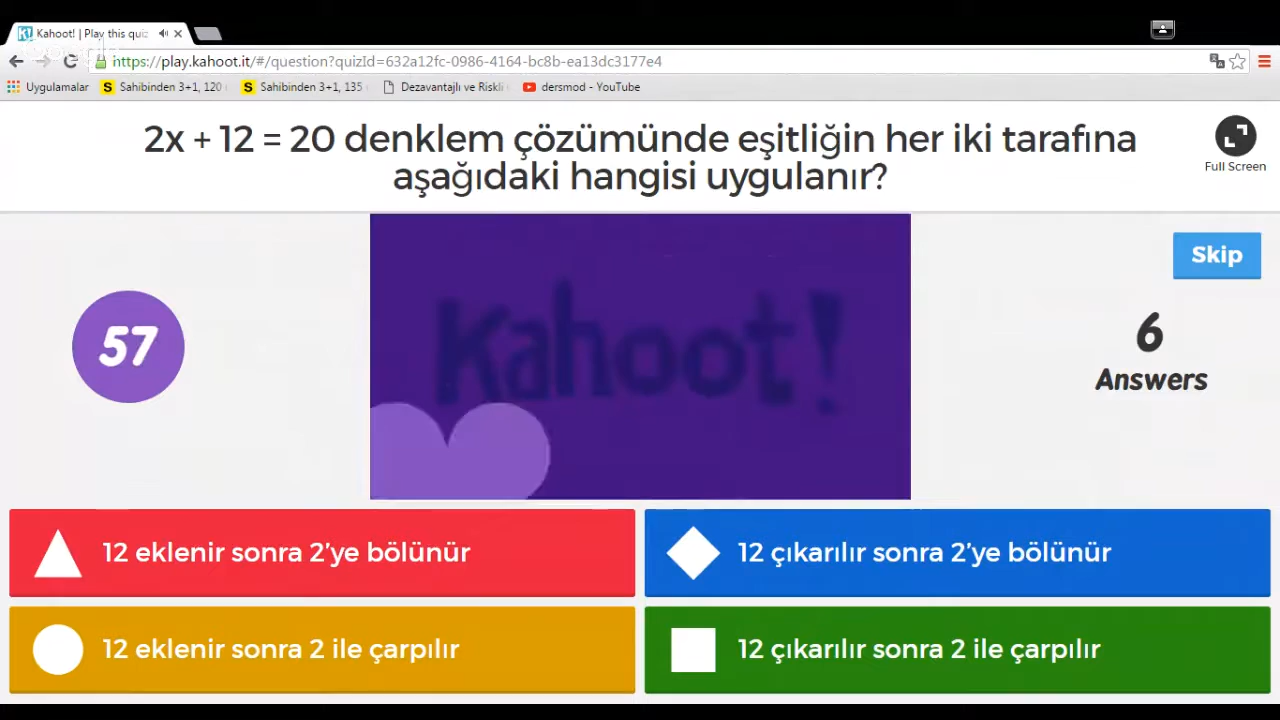 Kahoot! | Play this quiz
https://play.kahoot.it/#/question?quizId=632a12fc-0986-4104-bc8b-ea13dc3177e4
Uygulamalar Sahibinden 3+1, 120 Sahibinden 3+1, 135 Dezavantajlı ve Riskli dersmod - YouTube
2x + 12 = 20 denklem çözümünde eşitliğin her iki tarafına
aşağıdaki hangisi uygulanır?
Full Screen
Skip
57
Kahoot!
6
Answers
12 eklenir sonra 2'ye bölünür
12 çıkarılır sonra 2'ye bölünür
12 eklenir sonra 2 ile çarpılır
12 çıkarılır sonra 2 ile çarpılır